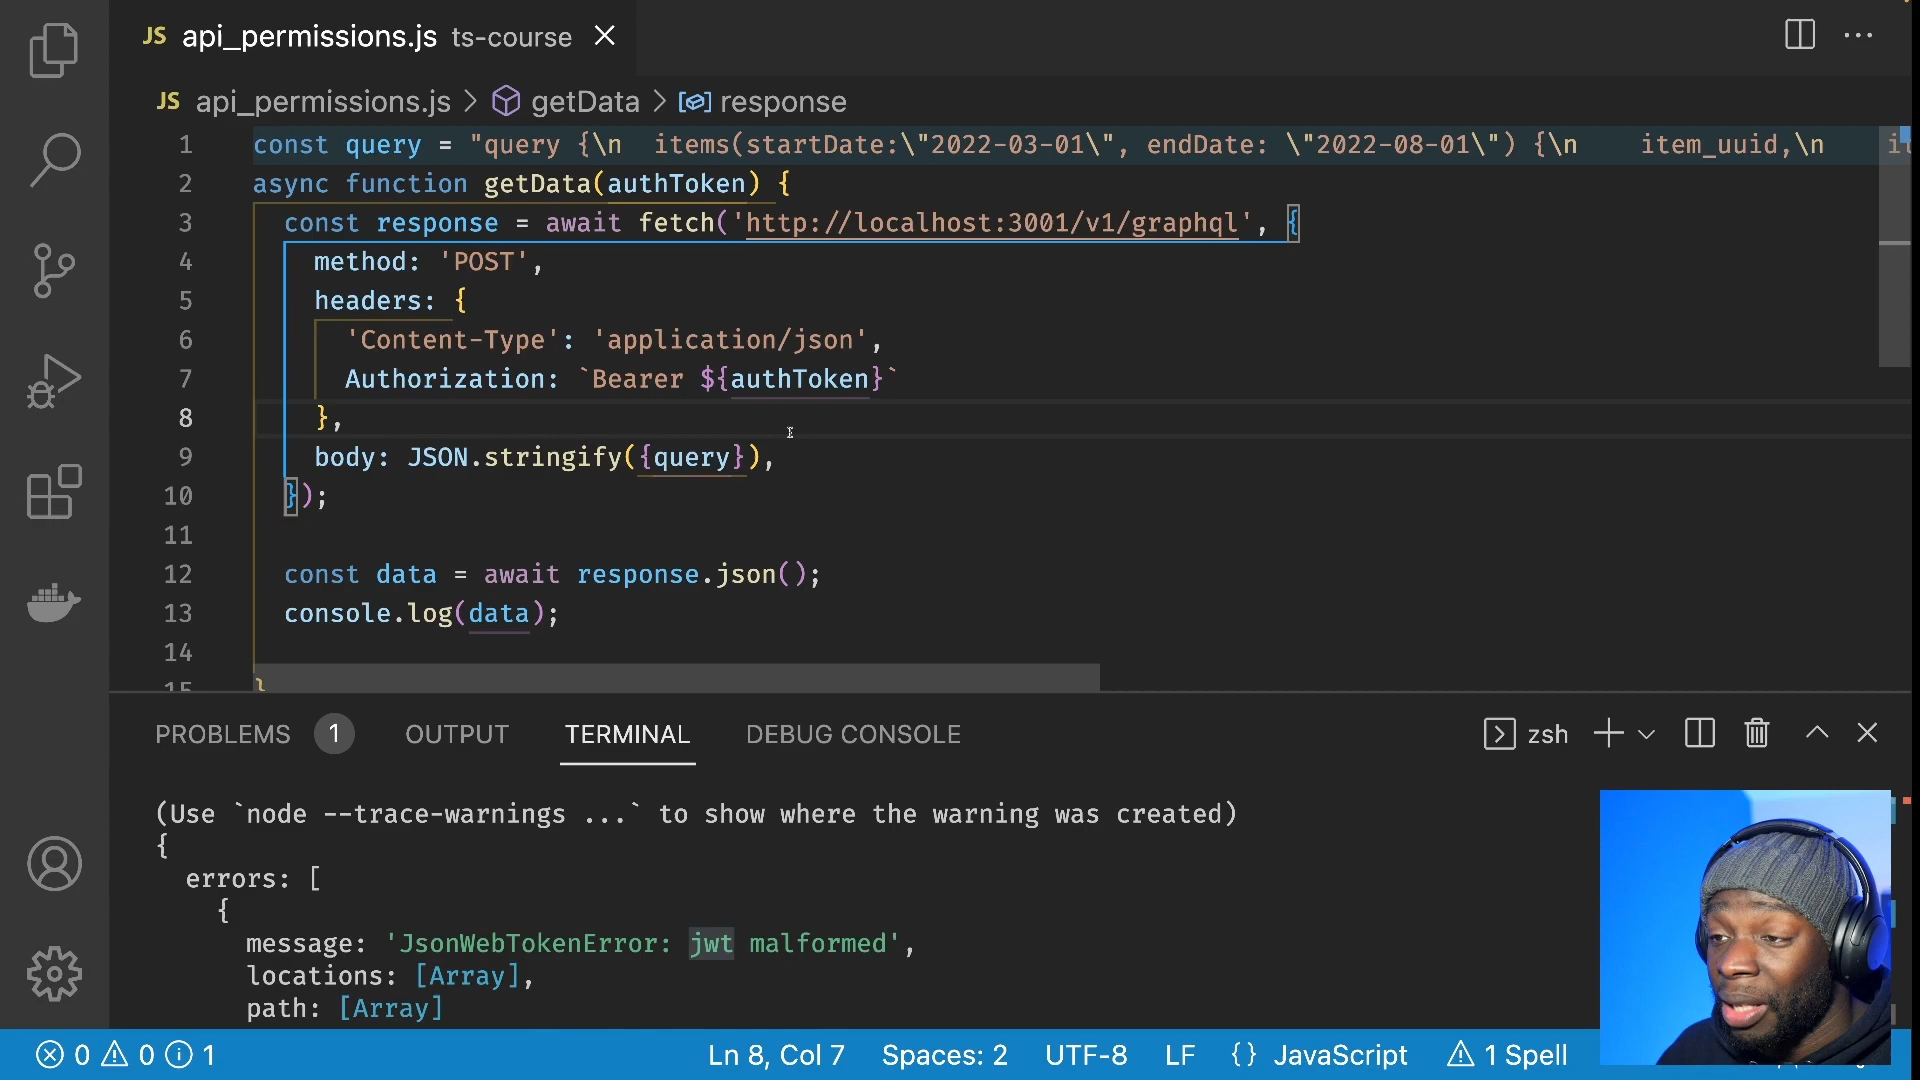 JS api_permissions.js ts-course
JS api_permissions.js > getData > response
1 const query = "query {\n  items(startDate:\"2022-03-01\", endDate: \"2022-08-01\") {\n    item_uuid,\n
2 async function getData(authToken) {
3   const response = await fetch('http://localhost:3001/v1/graphql', {
4     method: 'POST',
5     headers: {
6       'Content-Type': 'application/json',
7       Authorization: `Bearer ${authToken}`
8     },
9     body: JSON.stringify({query}),
10   });
11
12   const data = await response.json();
13   console.log(data);
14
15 }
PROBLEMS 1 OUTPUT TERMINAL DEBUG CONSOLE zsh
(Use `node --trace-warnings ...` to show where the warning was created)
{
  errors: [
    {
      message: 'JsonWebTokenError: jwt malformed',
      locations: [Array],
      path: [Array]
0 0 1 Ln 8, Col 7 Spaces: 2 UTF-8 LF {} JavaScript 1 Spell